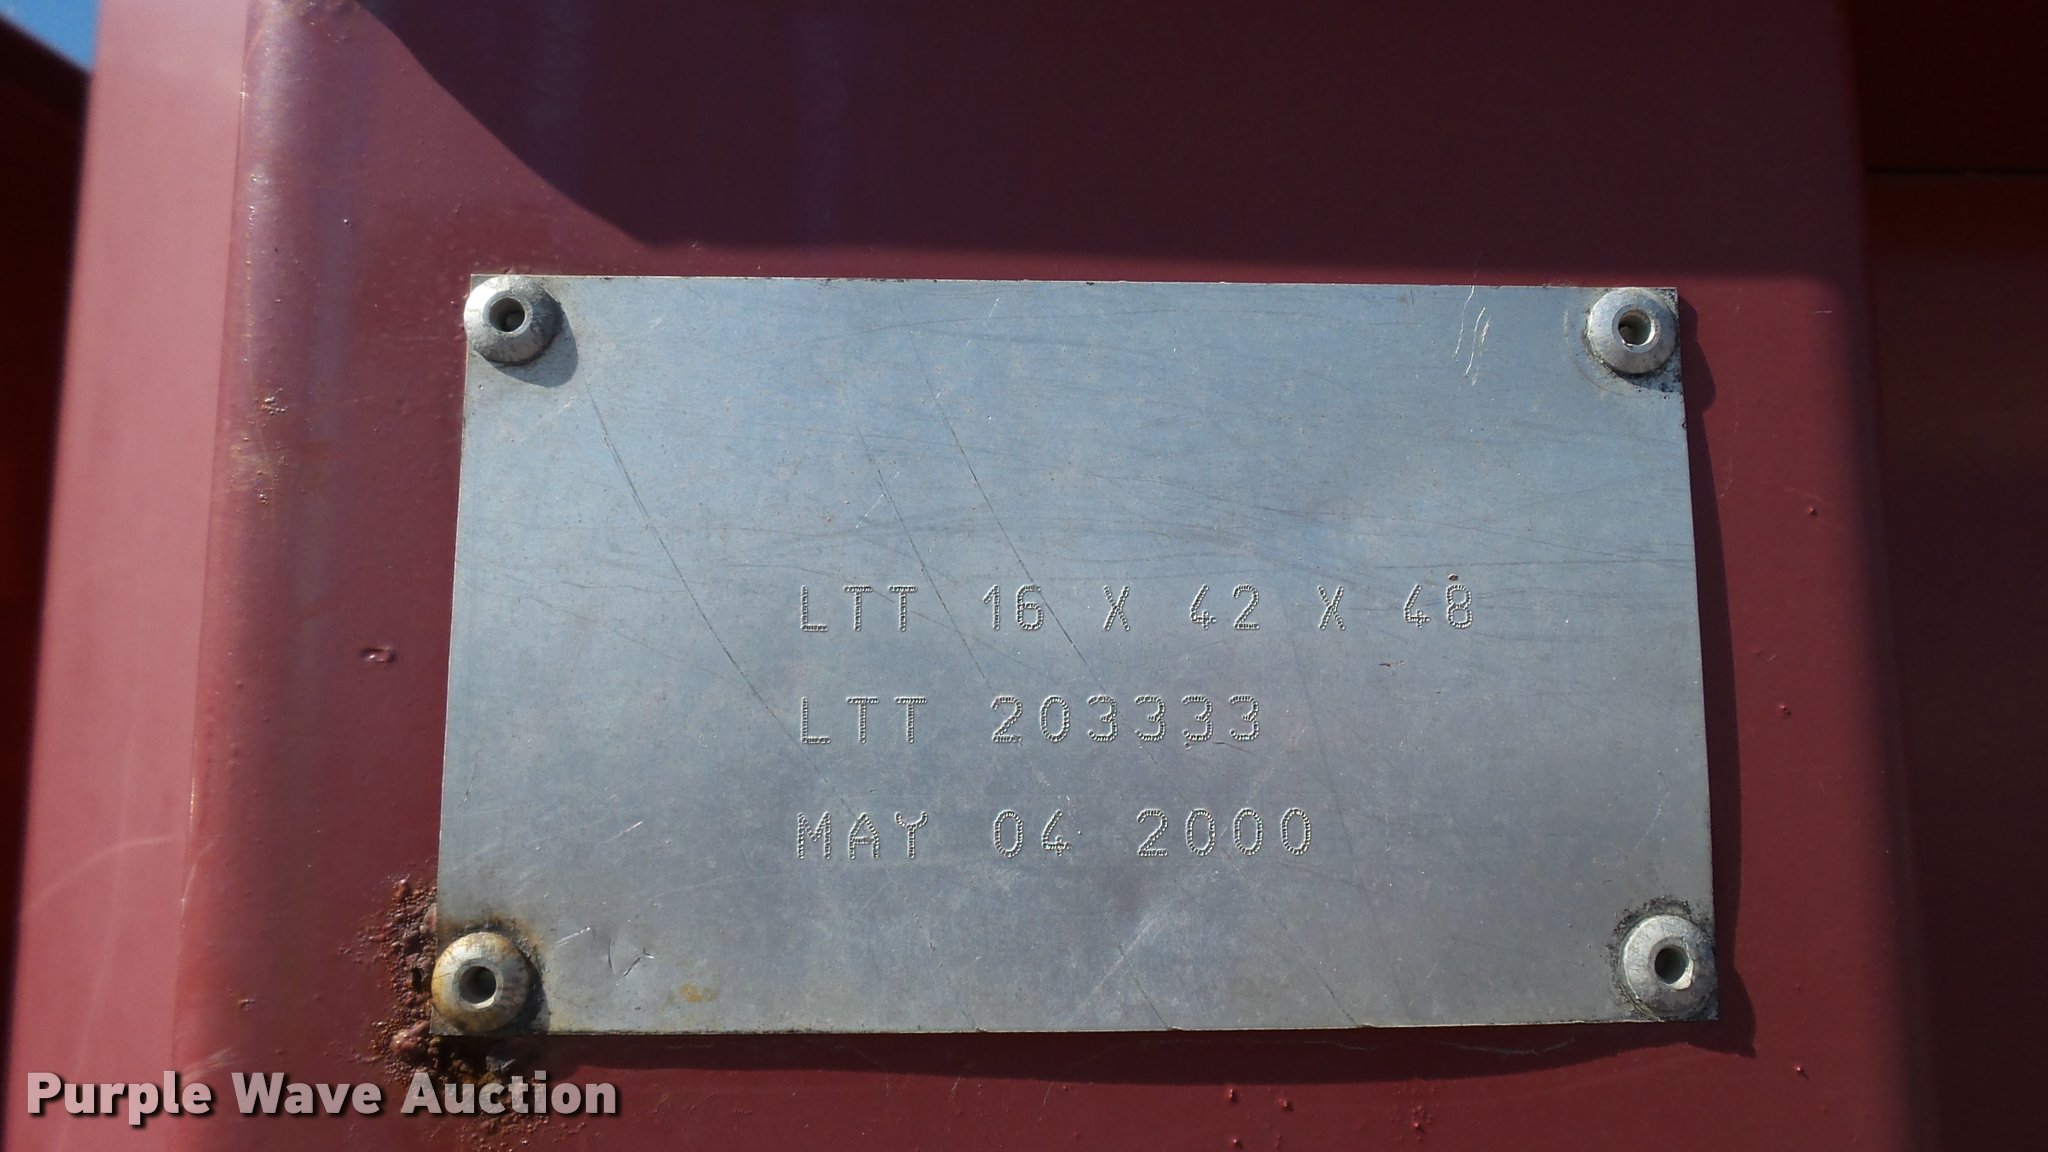 LTT 16 X 42 X 48
LTT 203333
MAY 04 2000
Purple Wave Auction